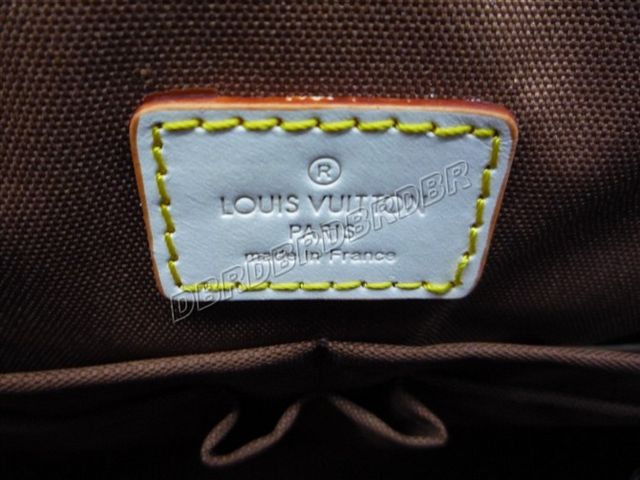 ®
LOUIS VUITTON
PARIS
made in France
DBRDBRDBRDBR